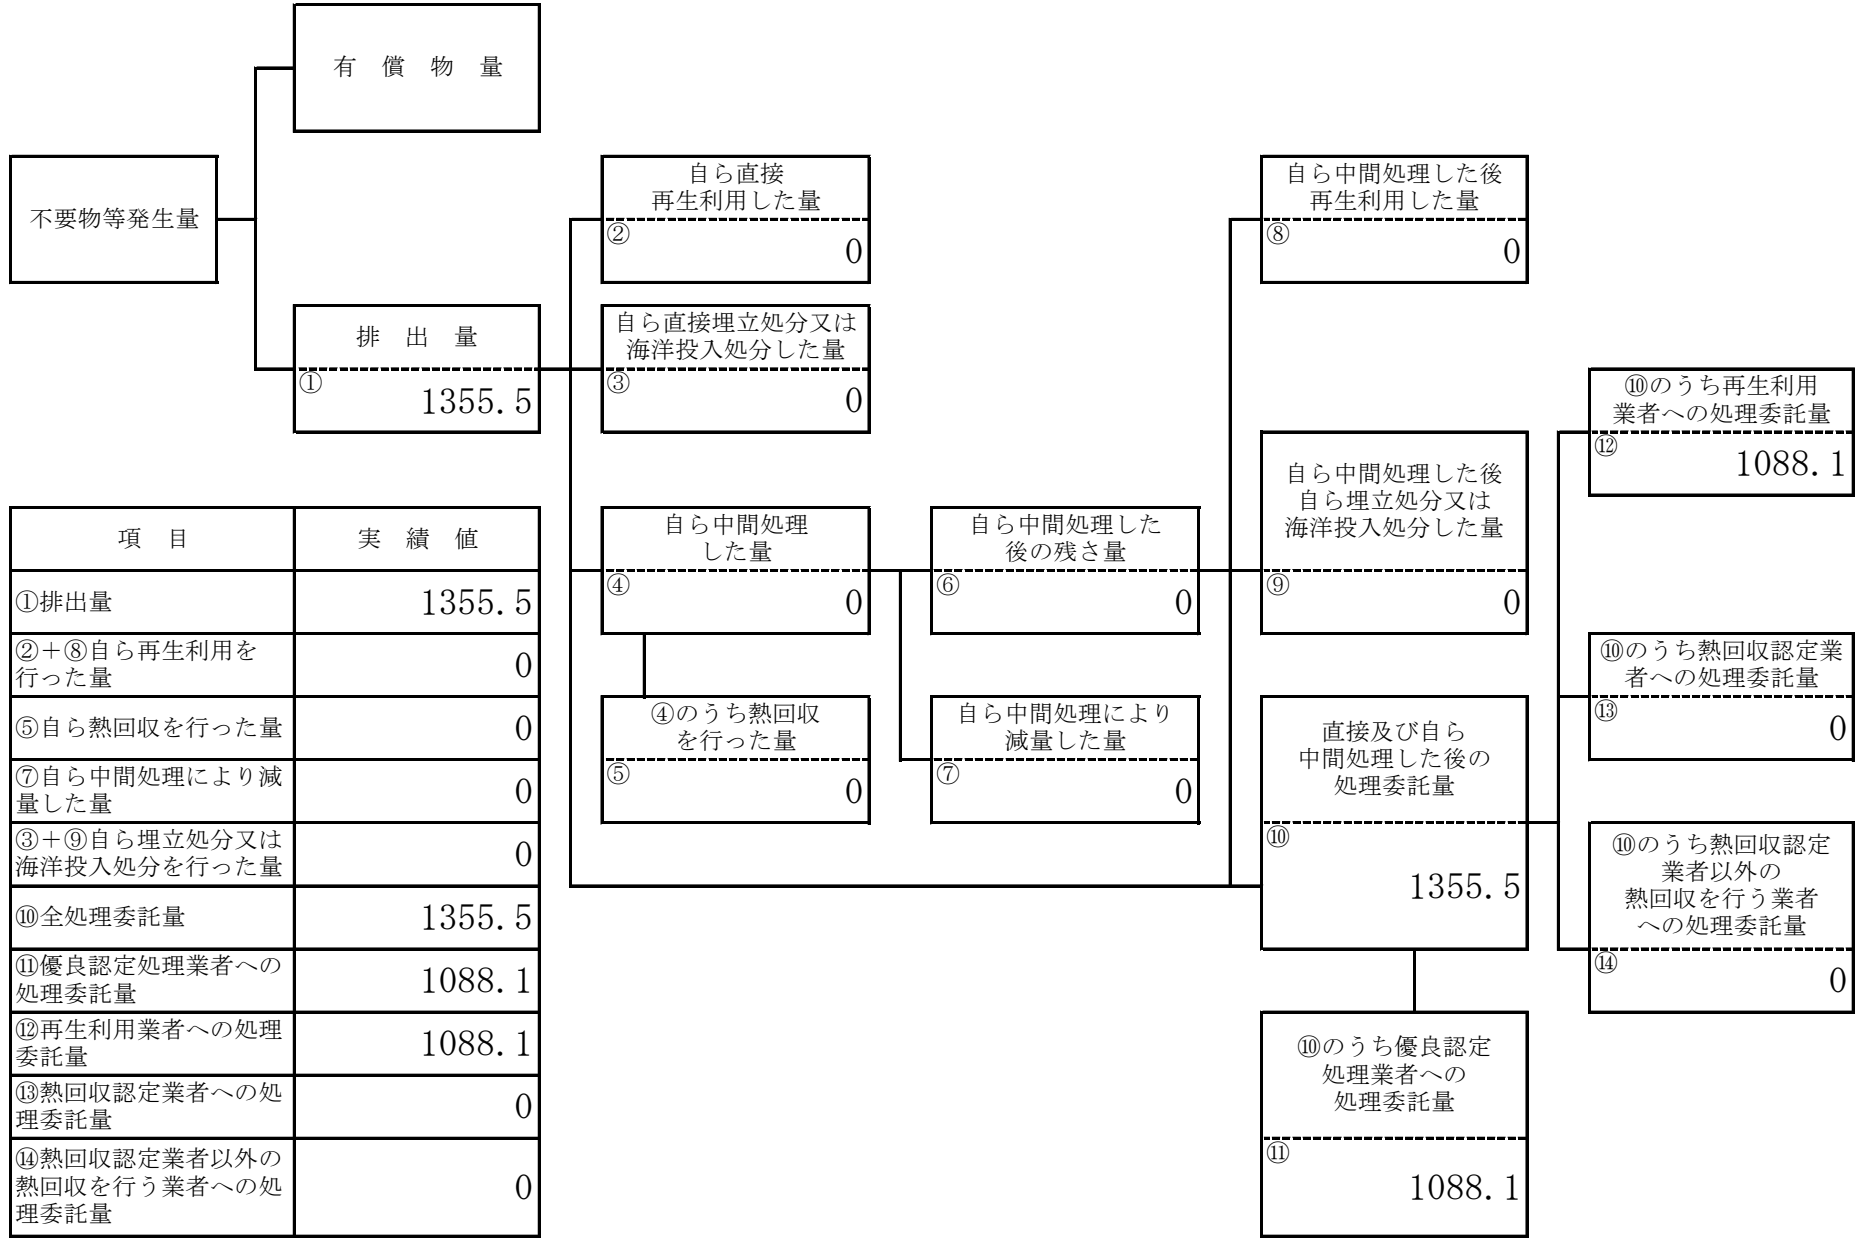 有　償　物　量
不要物等発生量
排　出　量
①
1355.5
自ら直接
再生利用した量
②
0
自ら直接埋立処分又は
海洋投入処分した量
③
0
自ら中間処理
した量
④
0
④のうち熱回収
を行った量
⑤
0
自ら中間処理した
後の残さ量
⑥
0
自ら中間処理により
減量した量
⑦
0
自ら中間処理した後
再生利用した量
⑧
0
自ら中間処理した後
自ら埋立処分又は
海洋投入処分した量
⑨
0
直接及び自ら
中間処理した後の
処理委託量
⑩
1355.5
⑩のうち優良認定
処理業者への
処理委託量
⑪
1088.1
⑩のうち再生利用
業者への処理委託量
⑫
1088.1
⑩のうち熱回収認定業
者への処理委託量
⑬
0
⑩のうち熱回収認定
業者以外の
熱回収を行う業者
への処理委託量
⑭
0
項　目　実　績　値
①排出量 1355.5
②＋⑧自ら再生利用を
行った量
0
⑤自ら熱回収を行った量 0
⑦自ら中間処理により減
量した量
0
③＋⑨自ら埋立処分又は
海洋投入処分を行った量
0
⑩全処理委託量 1355.5
⑪優良認定処理業者への
処理委託量
1088.1
⑫再生利用業者への処理
委託量
1088.1
⑬熱回収認定業者への処
理委託量
0
⑭熱回収認定業者以外の
熱回収を行う業者への処
理委託量
0